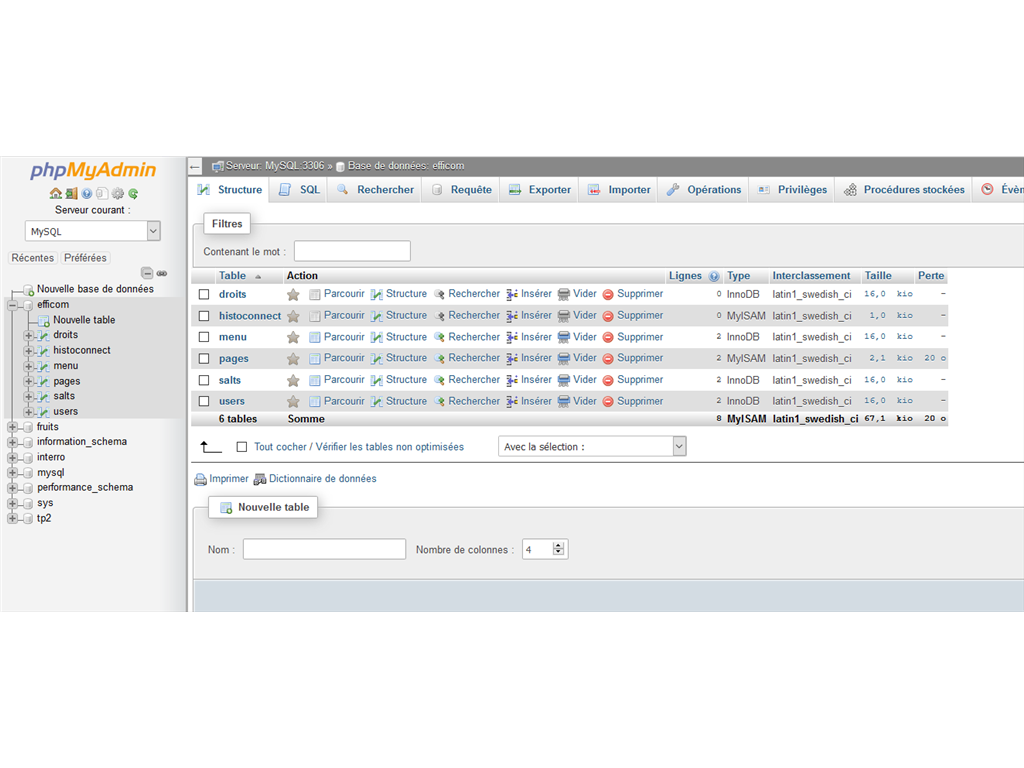 phpMyAdmin
Serveur courant :
MySQL
Récentes Préférées
Nouvelle base de données
efficom
Nouvelle table
droits
histoconnect
menu
pages
salts
users
fruits
information_schema
interro
mysql
performance_schema
sys
tp2
Serveur: MySQL:3306 » Base de données: efficom
Structure SQL Rechercher Requête Exporter Importer Opérations Privilèges Procédures stockées Évèn
Filtres
Contenant le mot :
Table Action Lignes Type Interclassement Taille Perte
droits Parcourir Structure Rechercher Insérer Vider Supprimer 0 InnoDB latin1_swedish_ci 16,0 kio -
histoconnect Parcourir Structure Rechercher Insérer Vider Supprimer 0 MyISAM latin1_swedish_ci 1,0 kio -
menu Parcourir Structure Rechercher Insérer Vider Supprimer 2 InnoDB latin1_swedish_ci 16,0 kio -
pages Parcourir Structure Rechercher Insérer Vider Supprimer 2 MyISAM latin1_swedish_ci 2,1 kio 20 o
salts Parcourir Structure Rechercher Insérer Vider Supprimer 2 InnoDB latin1_swedish_ci 16,0 kio -
users Parcourir Structure Rechercher Insérer Vider Supprimer 2 InnoDB latin1_swedish_ci 16,0 kio -
6 tables Somme 8 MyISAM latin1_swedish_ci 67,1 kio 20 o
Tout cocher / Vérifier les tables non optimisées Avec la sélection :
Imprimer Dictionnaire de données
Nouvelle table
Nom : Nombre de colonnes : 4